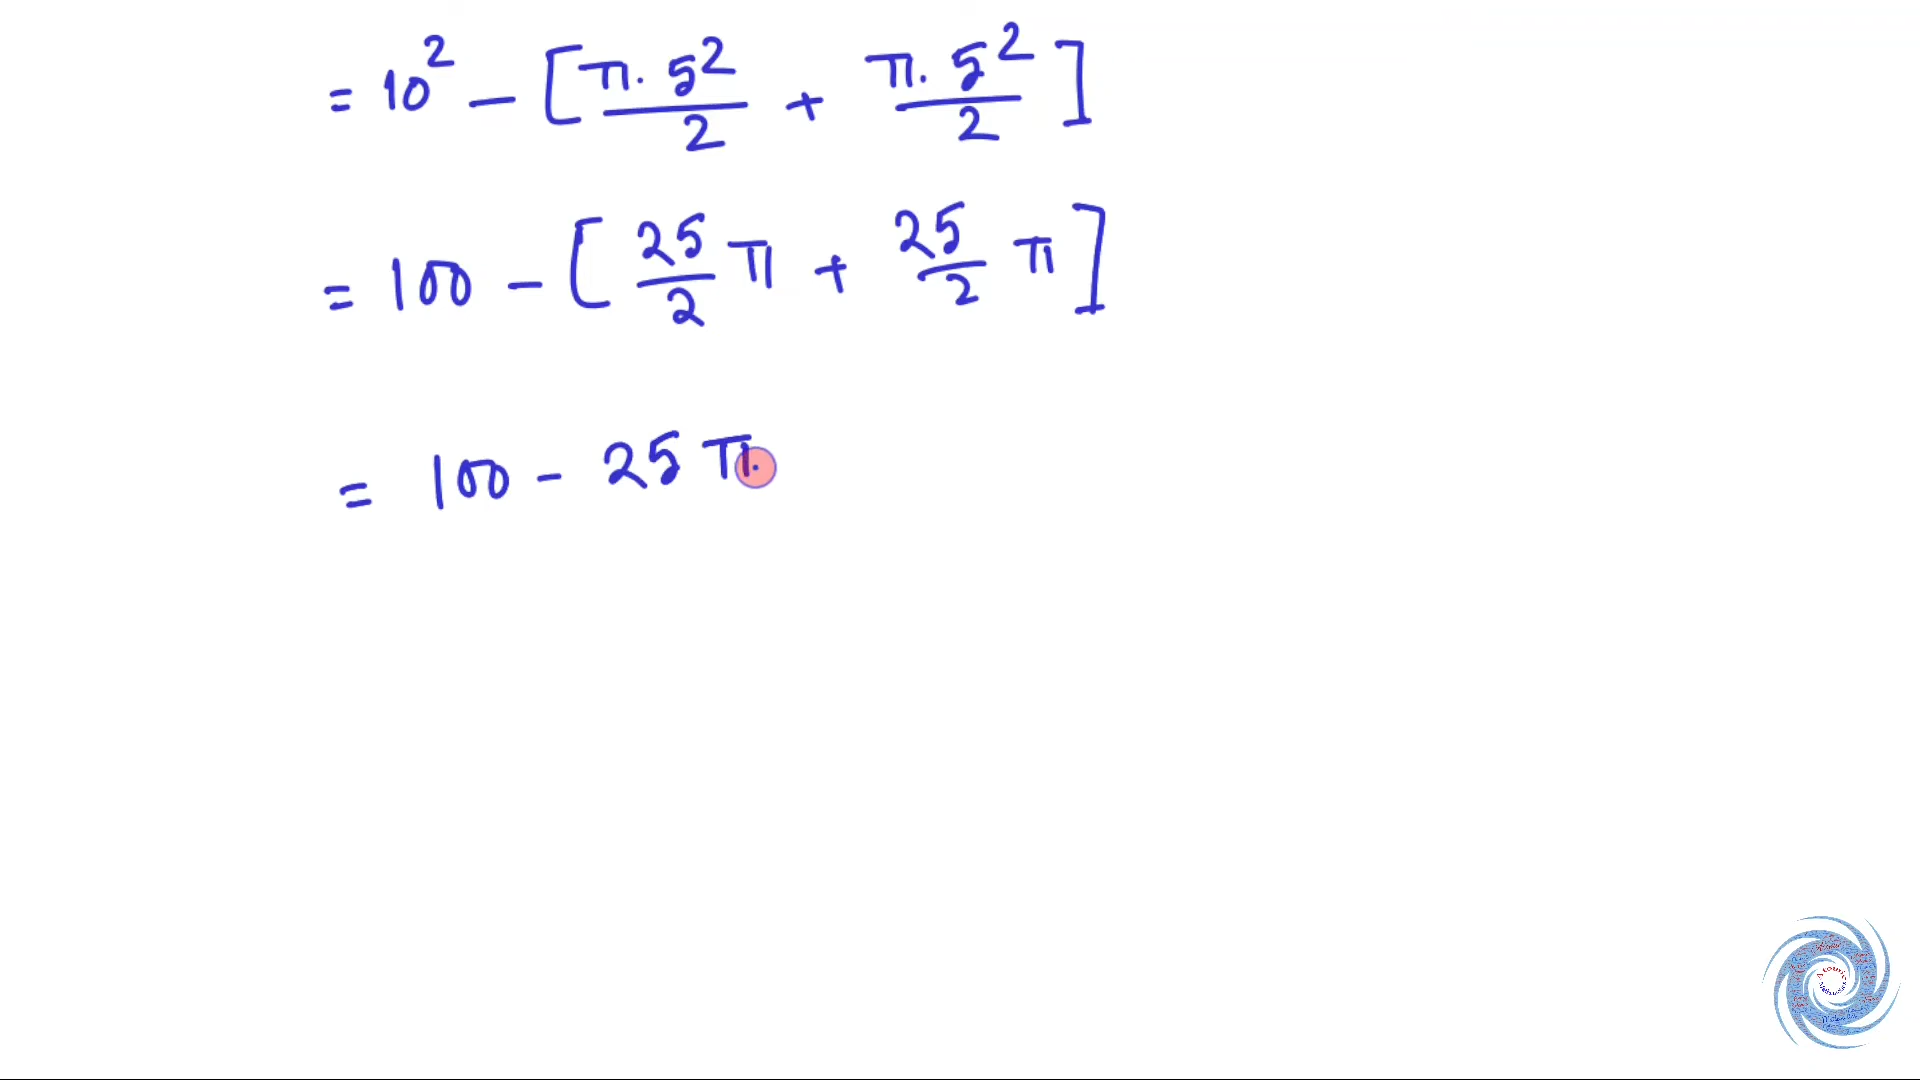 = 10² - [π. 5²/2 + π. 5²/2]
= 100 - [25/2 π + 25/2 π]
= 100 - 25 π.